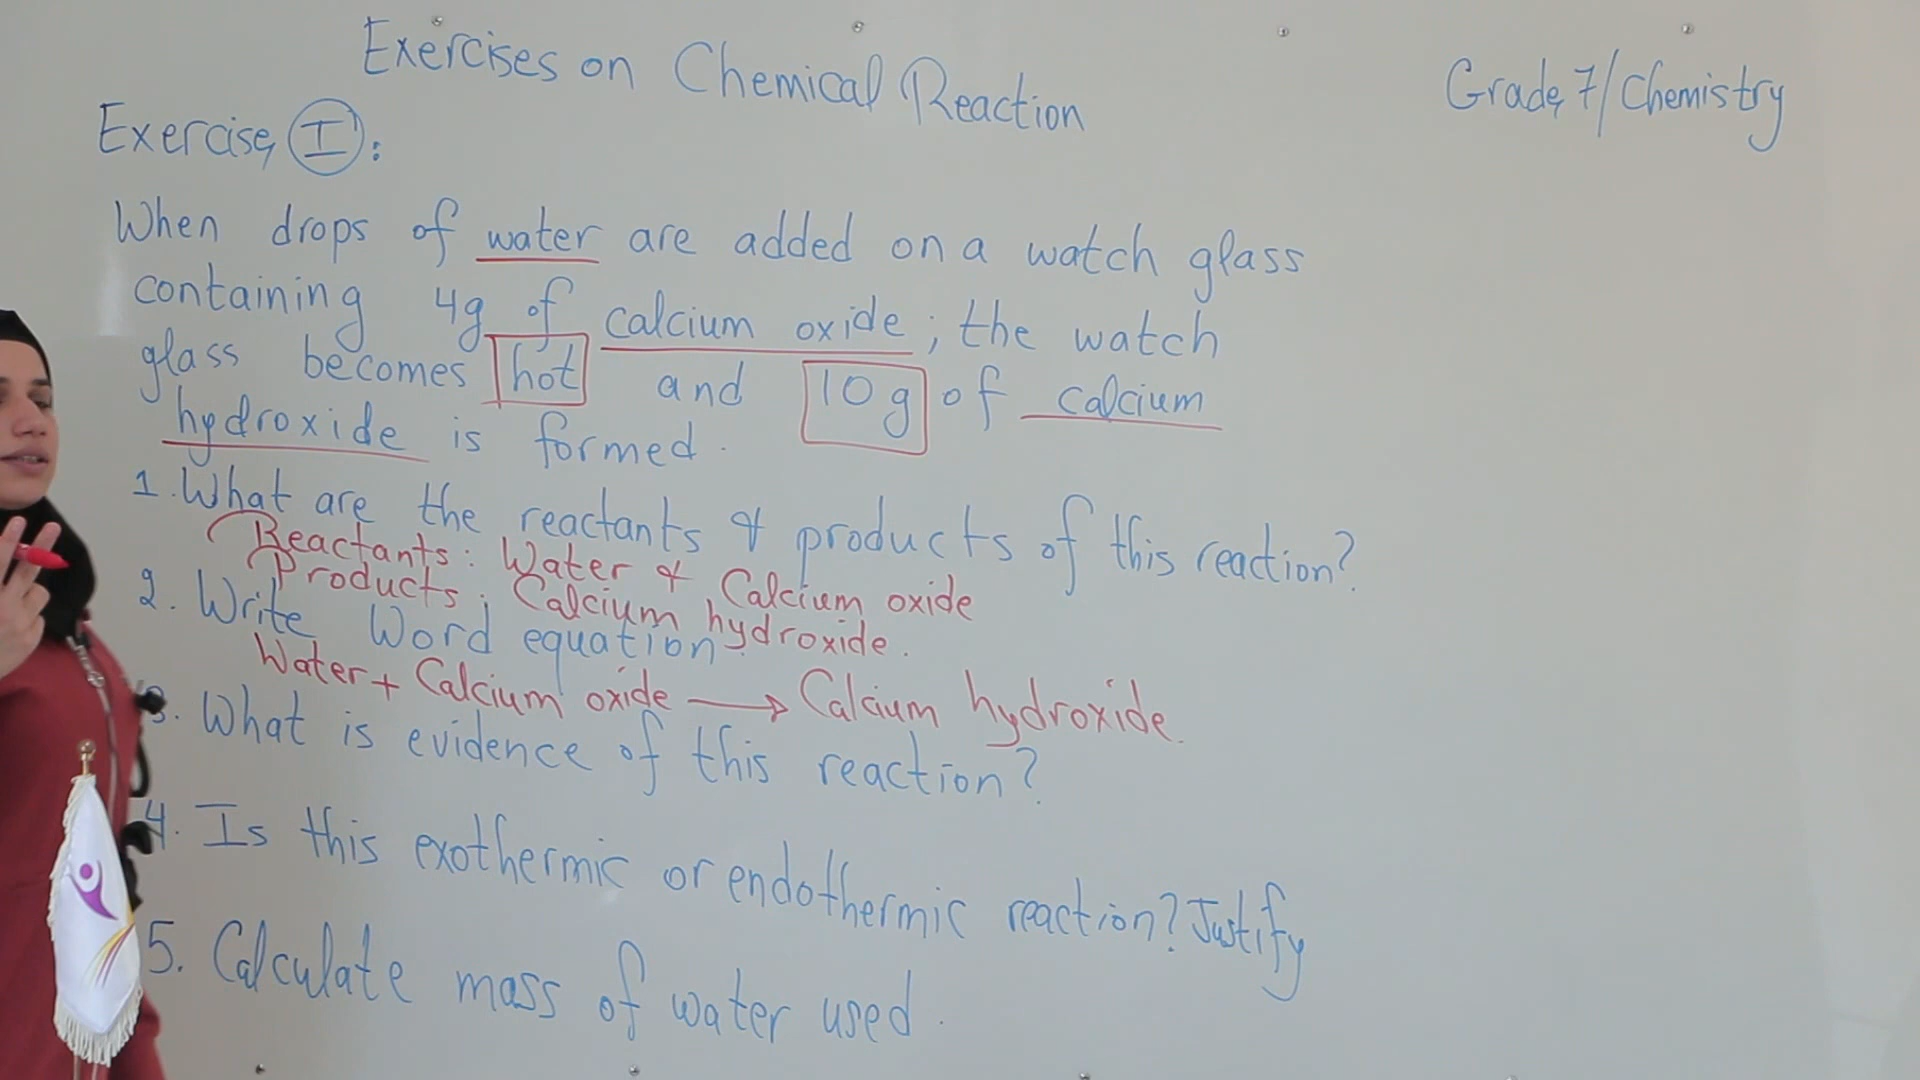 Exercises on Chemical Reaction
Grade 7/Chemistry
Exercise I:
When drops of water are added on a watch glass
containing 4g of calcium oxide; the watch
glass becomes hot and 10g of calcium
hydroxide is formed.
1. What are the reactants & products of this reaction?
Reactants: Water & Calcium oxide
Products: Calcium hydroxide.
2. Write Word equation.
Water + Calcium oxide → Calcium hydroxide.
3. What is evidence of this reaction?
4. Is this exothermic or endothermic reaction? Justify
5. Calculate mass of water used.